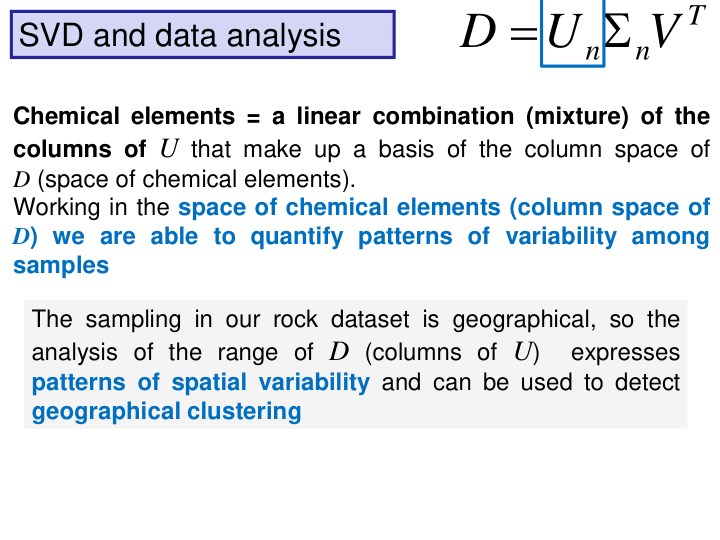 SVD and data analysis
D = UₙΣₙVᵀ
Chemical elements = a linear combination (mixture) of the
columns of U that make up a basis of the column space of
D (space of chemical elements).
Working in the space of chemical elements (column space of
D) we are able to quantify patterns of variability among
samples
The sampling in our rock dataset is geographical, so the
analysis of the range of D (columns of U) expresses
patterns of spatial variability and can be used to detect
geographical clustering